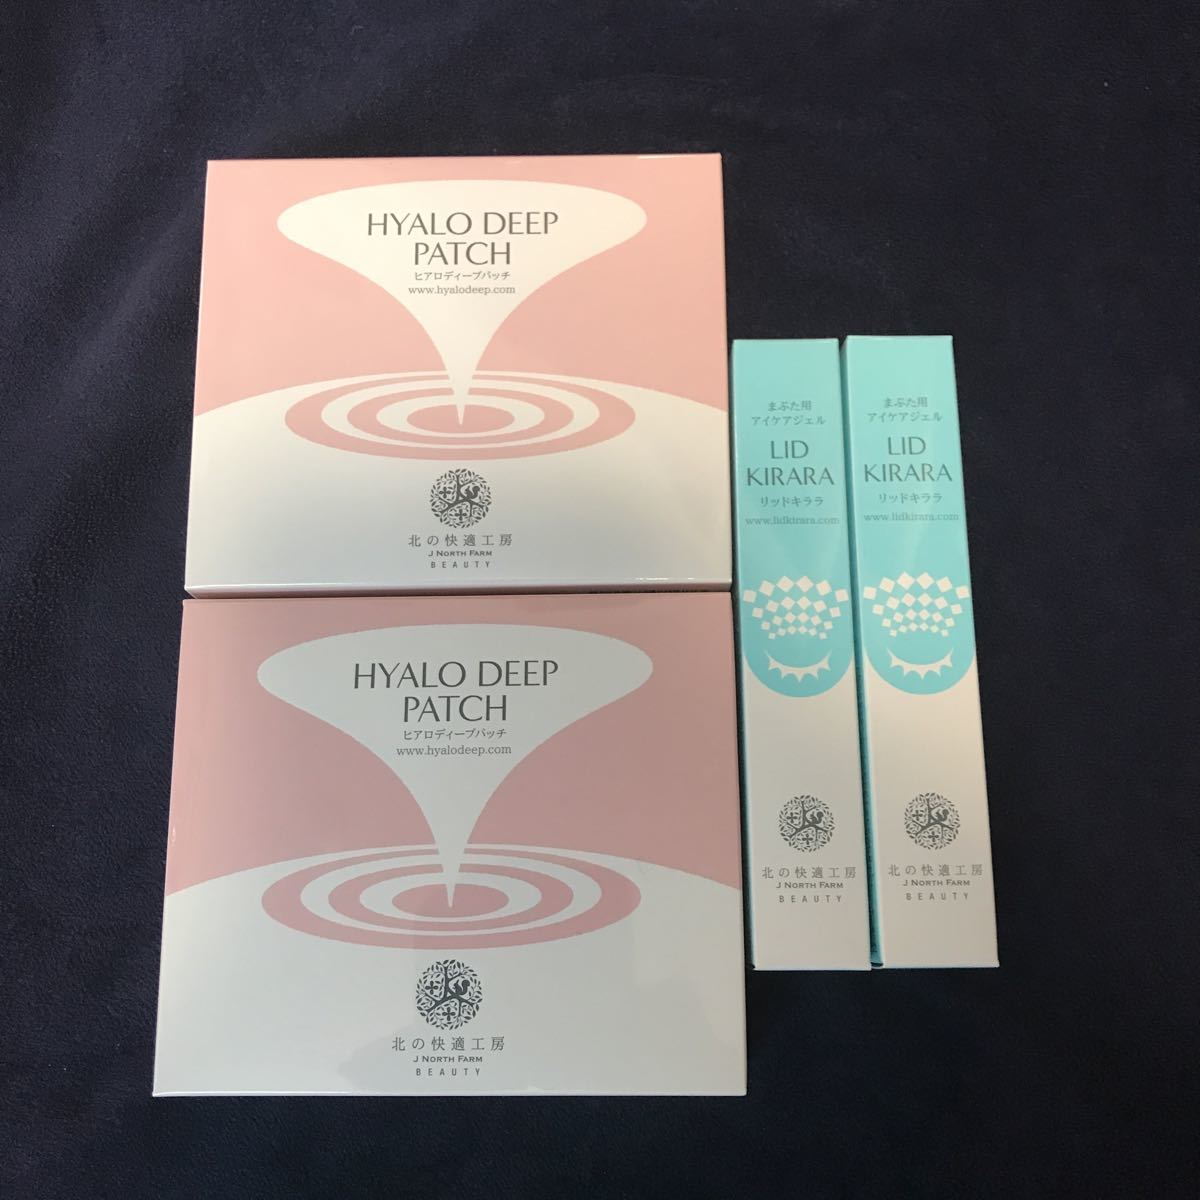 HYALO DEEP
PATCH
ヒアロディープパッチ
www.hyalodeep.com
北の快適工房
J NORTH FARM
BEAUTY
HYALO DEEP
PATCH
ヒアロディープパッチ
www.hyalodeep.com
北の快適工房
J NORTH FARM
BEAUTY
まぶた用
アイケアジェル
LID
KIRARA
リッドキララ
www.lidkirara.com
北の快適工房
J NORTH FARM
BEAUTY
まぶた用
アイケアジェル
LID
KIRARA
リッドキララ
www.lidkirara.com
北の快適工房
J NORTH FARM
BEAUTY